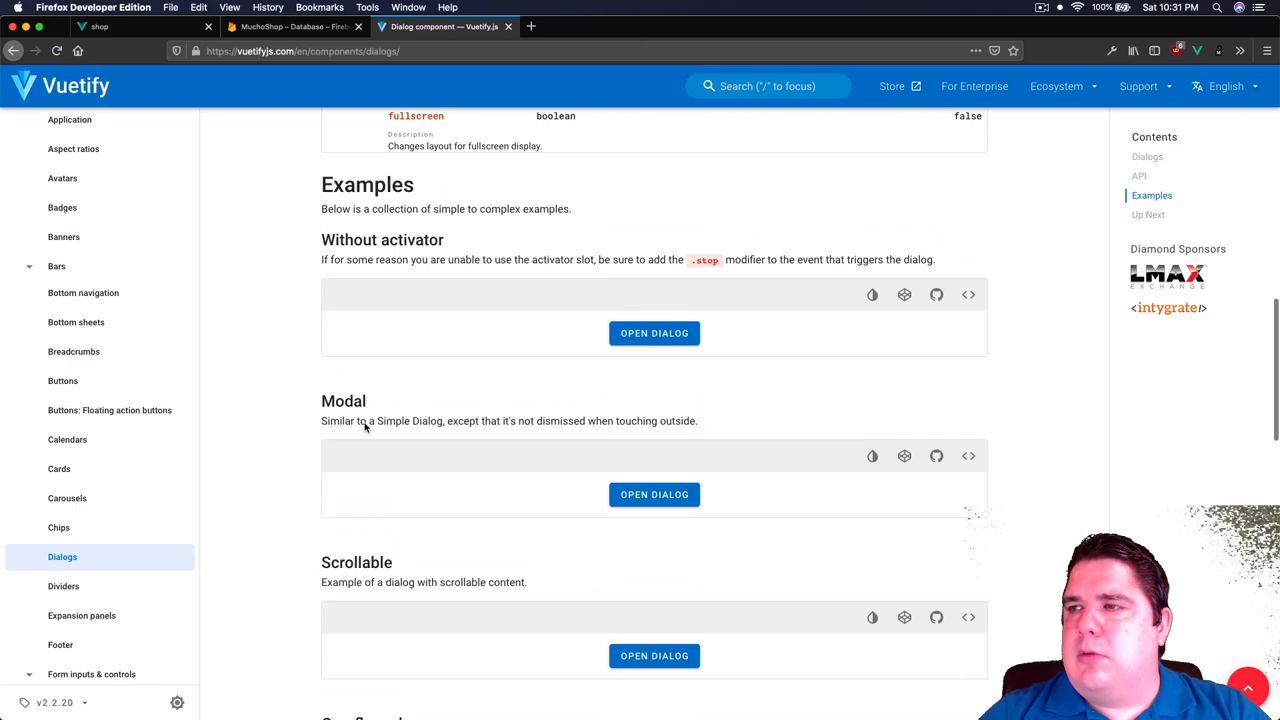 Firefox Developer Edition File Edit View History Bookmarks Tools Window Help
100% Sat 10:31 PM
shop
MuchoShop – Database – Fireb
Dialog component — Vuetify.js
https://vuetifyjs.com/en/components/dialogs/
6
Vuetify
Search ("/" to focus)
Store
For Enterprise
Ecosystem
Support
English
Application
Aspect ratios
Avatars
Badges
Banners
Bars
Bottom navigation
Bottom sheets
Breadcrumbs
Buttons
Buttons: Floating action buttons
Calendars
Cards
Carousels
Chips
Dialogs
Dividers
Expansion panels
Footer
Form inputs & controls
v2.2.20
fullscreen boolean false
Description
Changes layout for fullscreen display.
Examples
Below is a collection of simple to complex examples.
Without activator
If for some reason you are unable to use the activator slot, be sure to add the .stop modifier to the event that triggers the dialog.
OPEN DIALOG
Modal
Similar to a Simple Dialog, except that it's not dismissed when touching outside.
OPEN DIALOG
Scrollable
Example of a dialog with scrollable content.
OPEN DIALOG
Contents
Dialogs
API
Examples
Up Next
Diamond Sponsors
LMAX
EXCHANGE
<intygrate/>